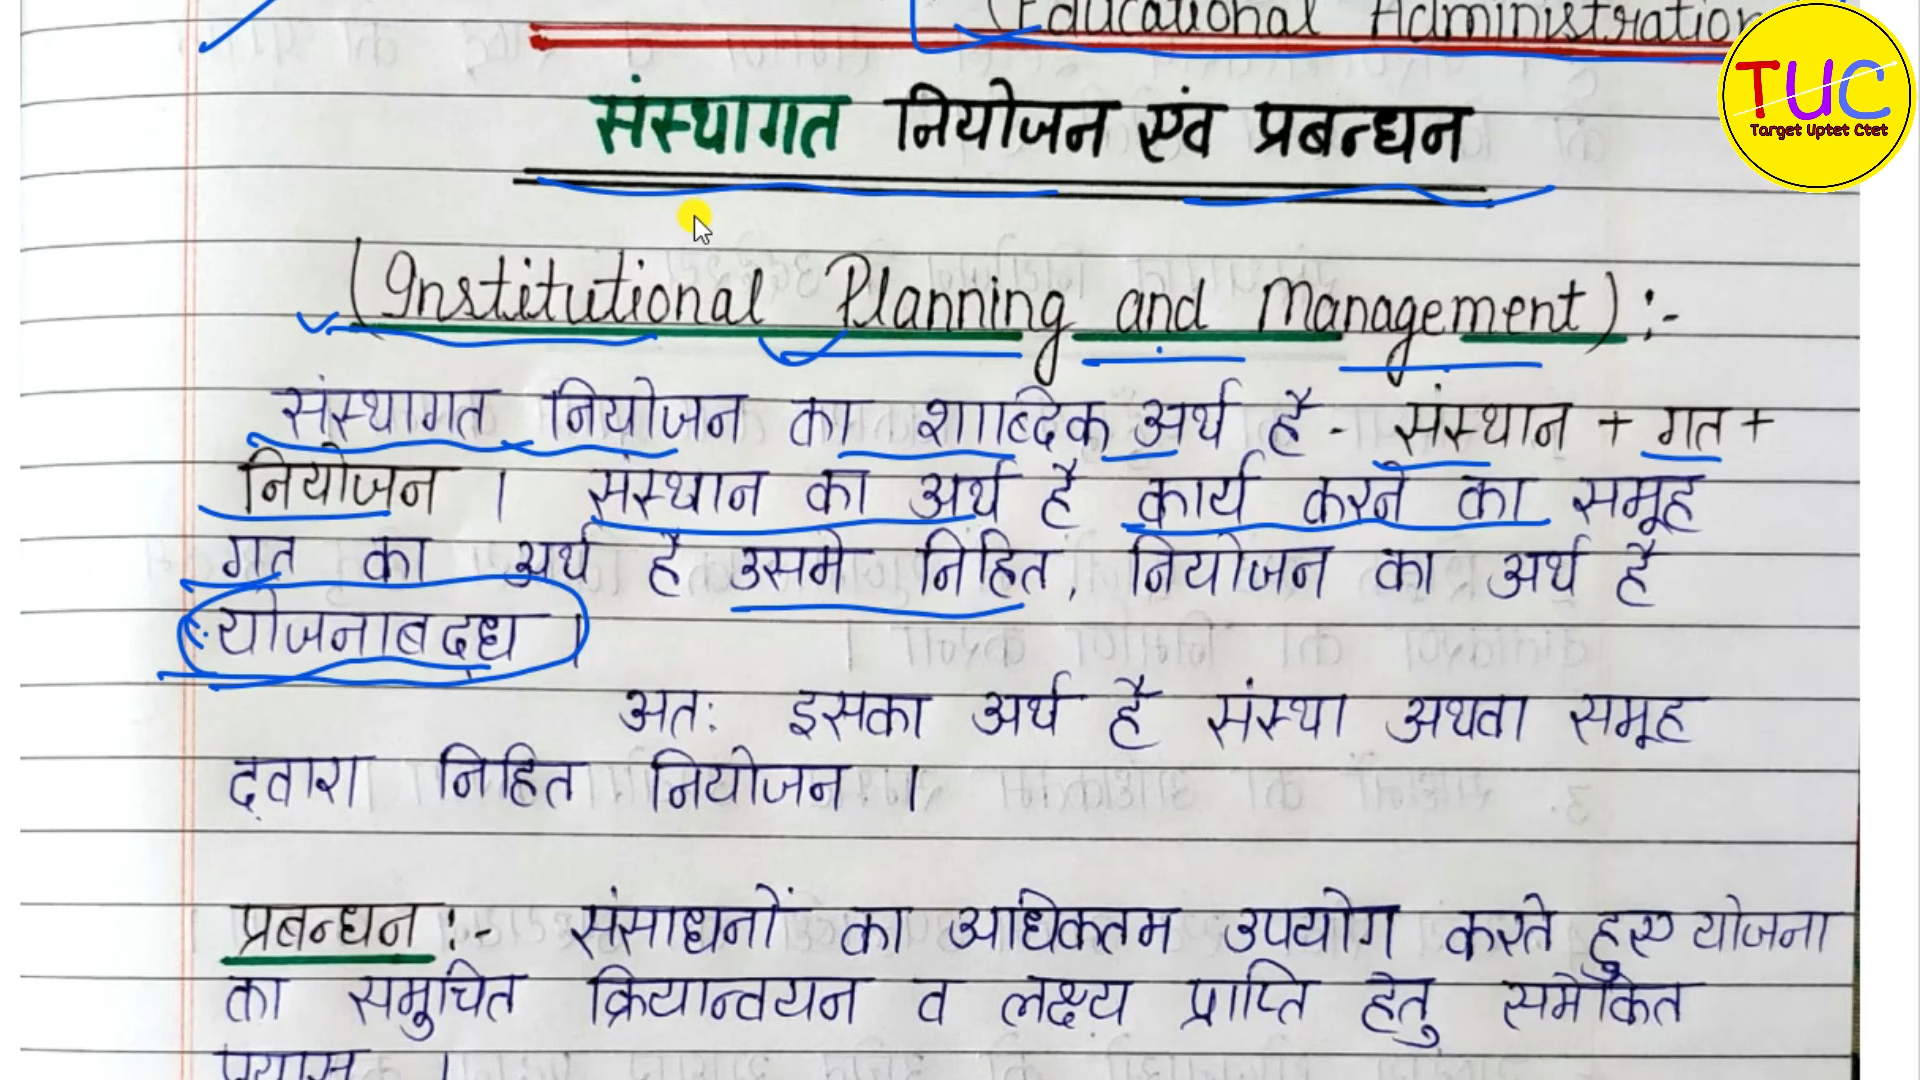 (Educational Administration
TUC
Target Uptet Ctet
संस्थागत नियोजन एंव प्रबन्धन
(Institutional Planning and Management) :-
संस्थागत नियोजन का शाब्दिक अर्थ है - संस्थान + गत +
नियोजन । संस्थान का अर्थ है कार्य करने का समूह
गत का अर्थ है उसमे निहित, नियोजन का अर्थ है
योजनाबद्ध ।
अतः इसका अर्थ है संस्था अथवा समूह
द्वारा निहित नियोजन ।
प्रबन्धन :- संसाधनों का अधिकतम उपयोग करते हुए योजना
का समुचित क्रियान्वयन व लक्ष्य प्राप्ति हेतु समेकित
प्रयास ।